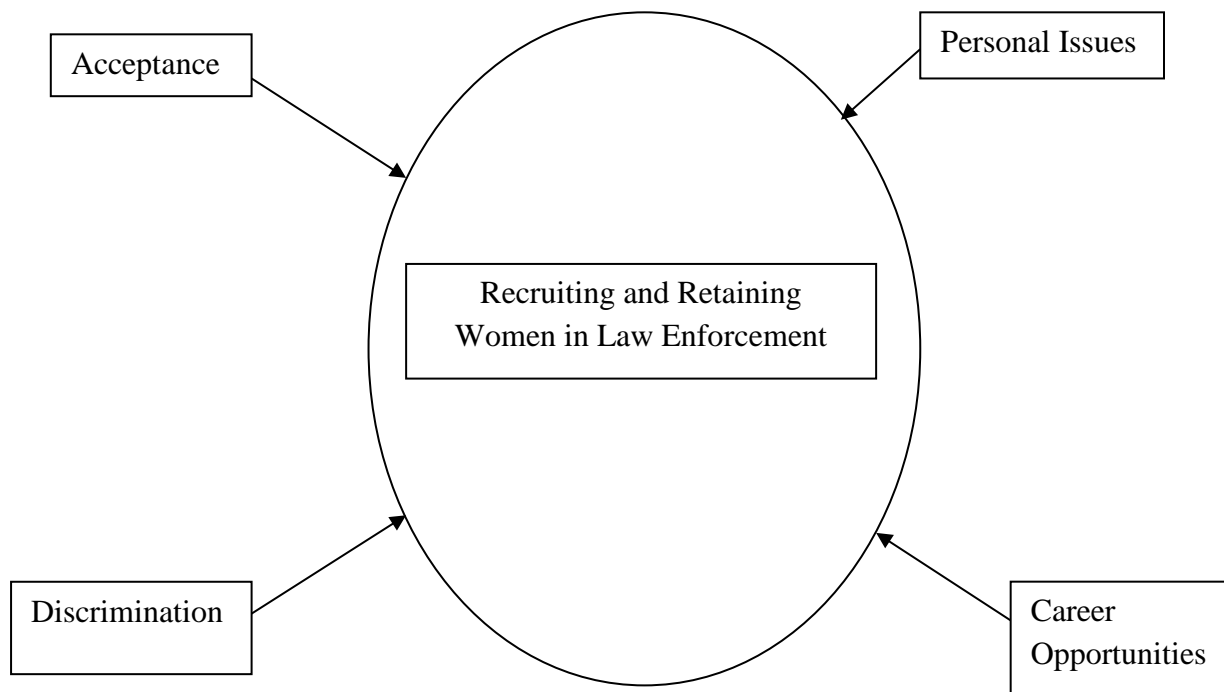 Acceptance
Personal Issues
Recruiting and Retaining
Women in Law Enforcement
Discrimination
Career
Opportunities